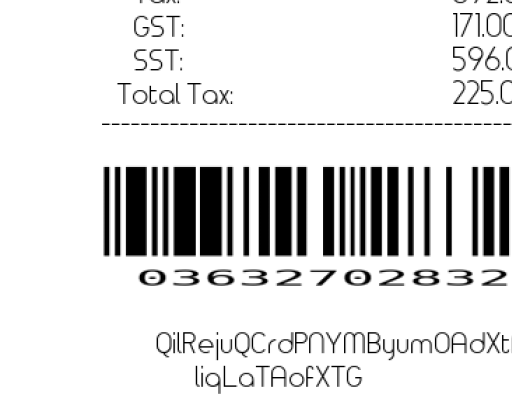 GST: 171.00
SST: 596.0
Total Tax: 225.0
03632702832
QilRejuQCrdPNYMByumOAdXt
liqLaTAofXTG